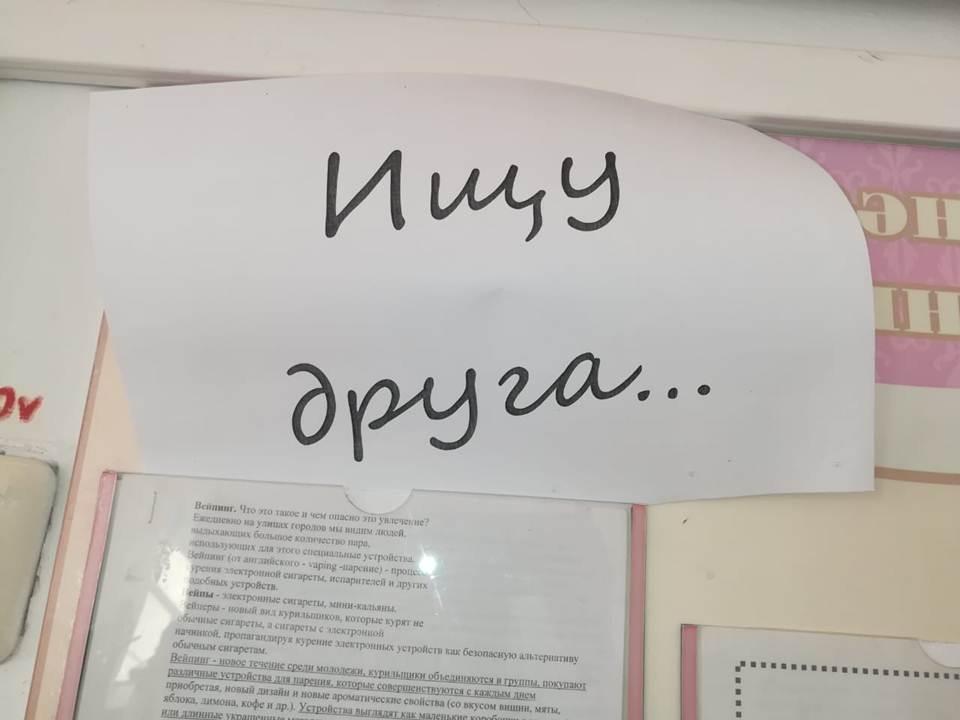 Ищу
друга...
Вейпинг. Что это такое и чем опасно это увлечение?
Ежедневно на улицах городов мы видим людей,
выдыхающих большое количество пара,
использующих для этого специальные устройства.
Вейпинг (от английского - vaping -парение) - процесс
курения электронной сигареты, испарителей и других
подобных устройств.
Вейпы - электронные сигареты, мини-кальяны.
Вейперы - новый вид курильщиков, которые курят не
обычные сигареты, а сигареты с электронной
начинкой, пропагандируя курение электронных устройств как безопасную альтернативу
обычным сигаретам.
Вейпинг - новое течение среди молодежи, курильщики объединяются в группы, покупают
различные устройства для парения, которые совершенствуются с каждым днем
приобретая, новый дизайн и новые ароматические свойства (со вкусом вишни, мяты,
яблока, лимона, кофе и др.). Устройства выглядят как маленькие коробочки
или длинные украшенные